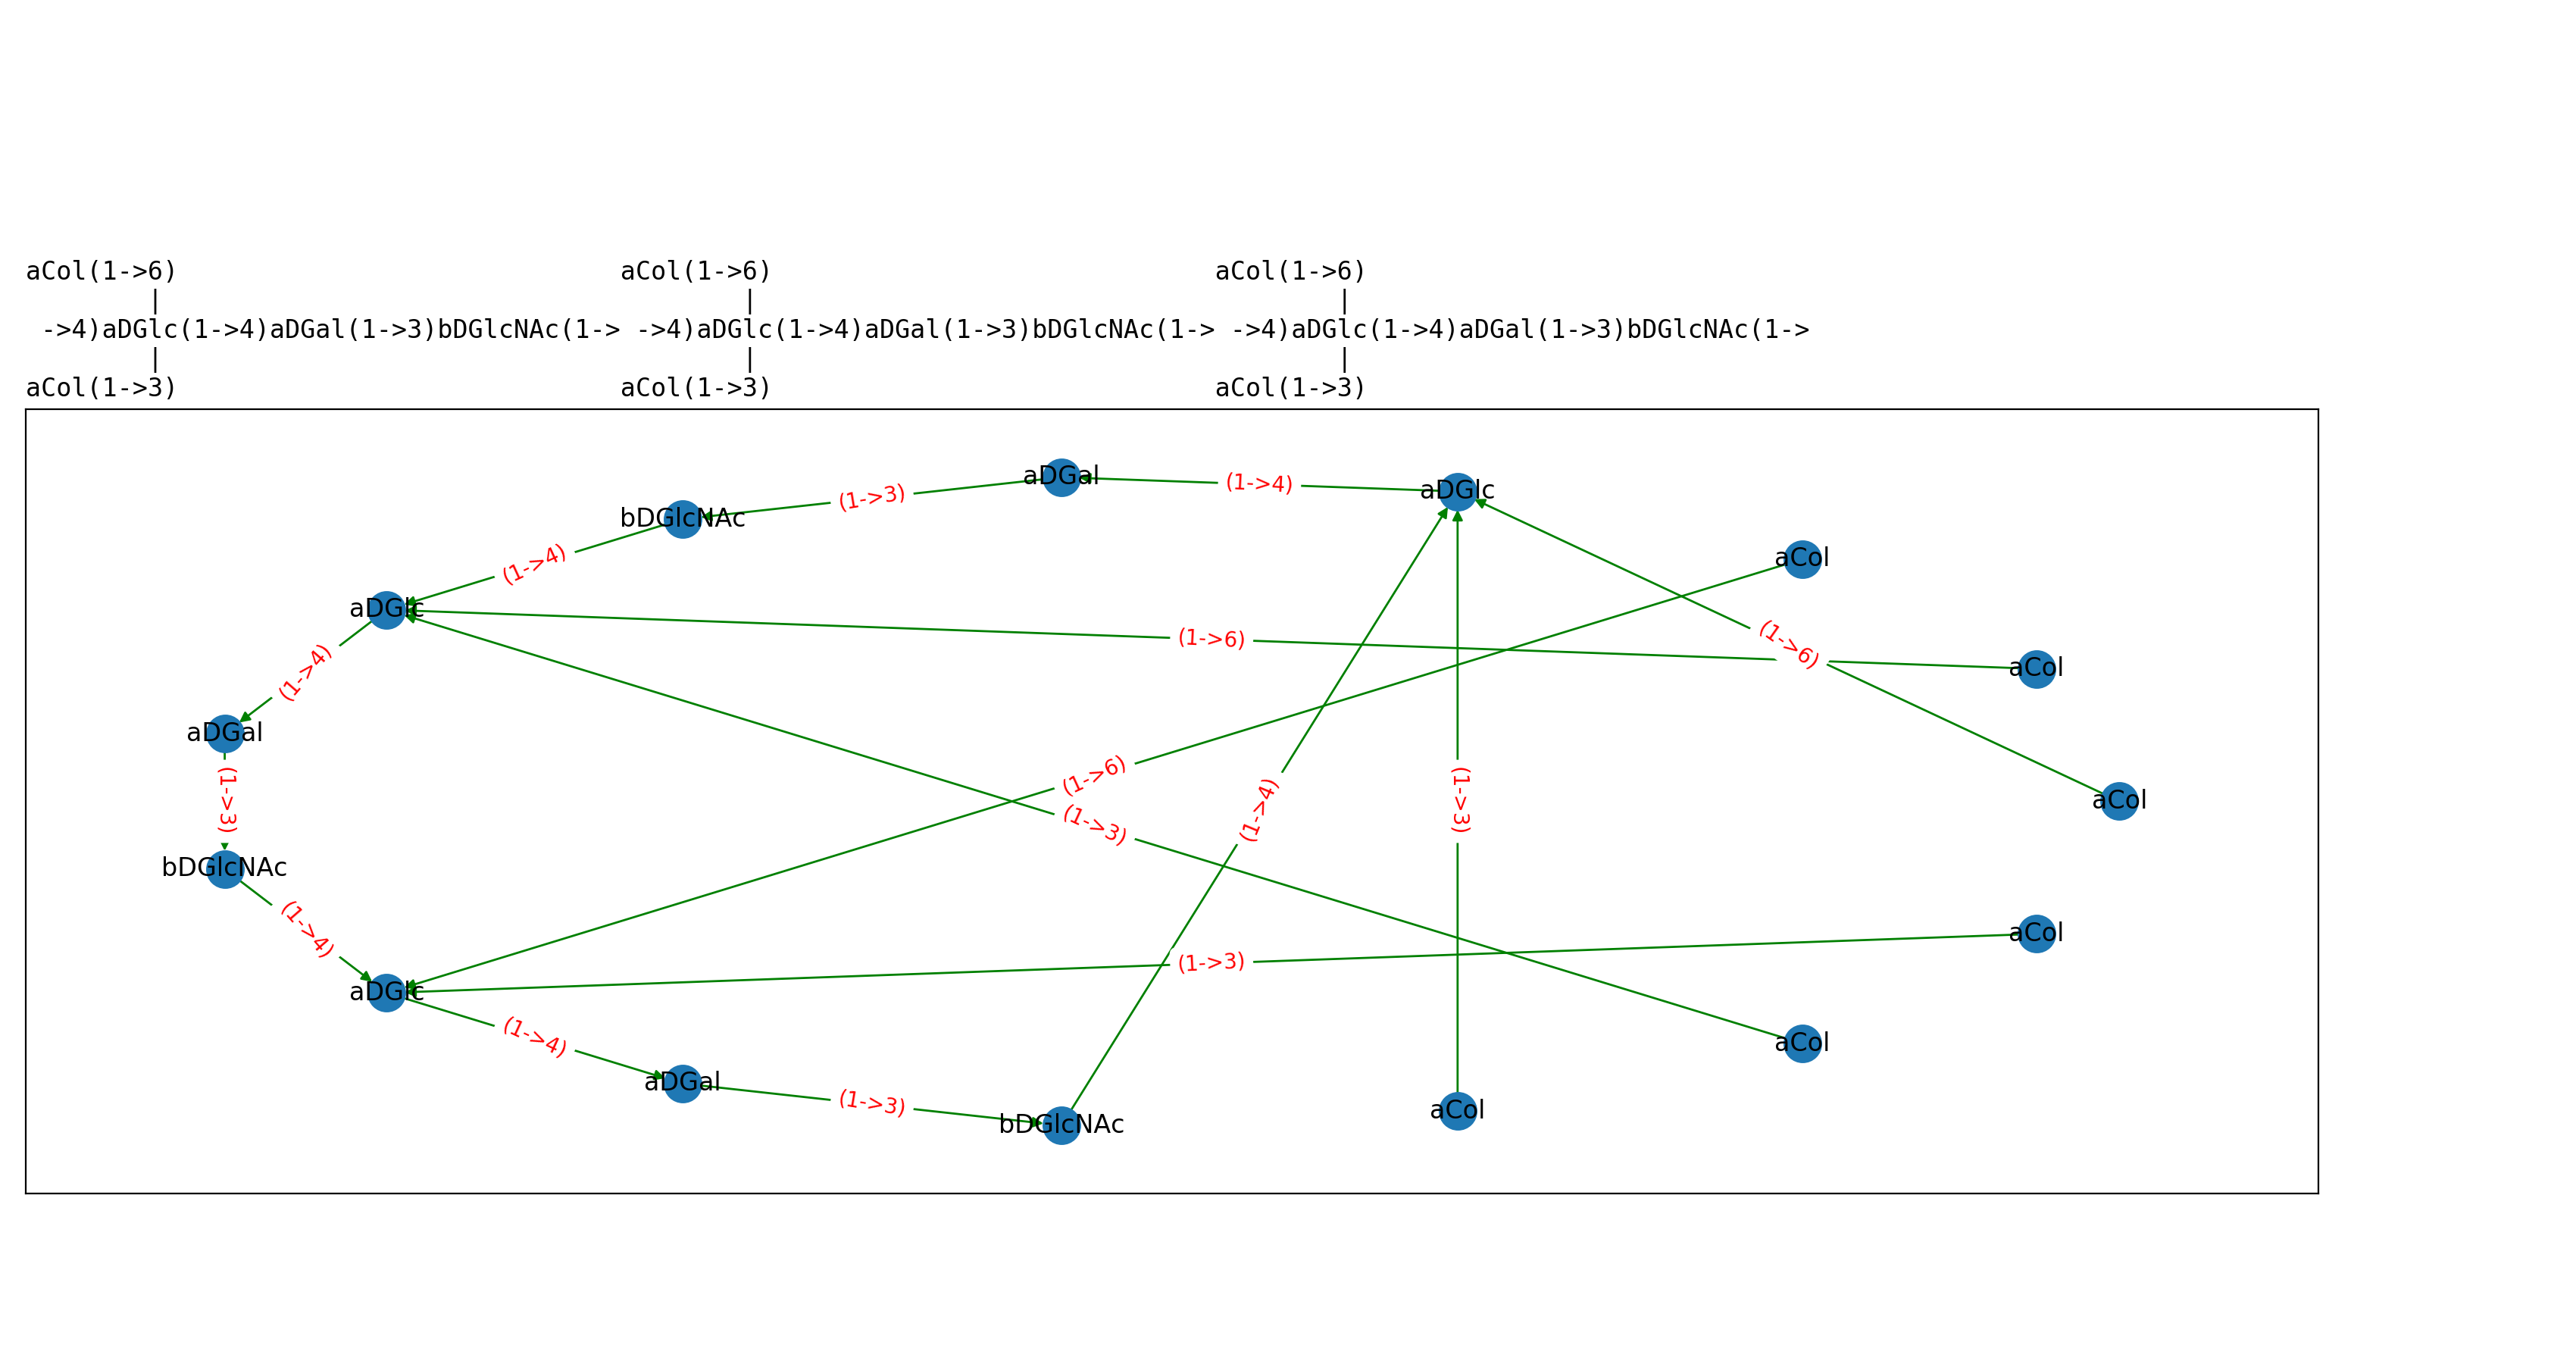 aCol(1->6)                             aCol(1->6)                             aCol(1->6)
        |                                      |                                      |
 ->4)aDGlc(1->4)aDGal(1->3)bDGlcNAc(1-> ->4)aDGlc(1->4)aDGal(1->3)bDGlcNAc(1-> ->4)aDGlc(1->4)aDGal(1->3)bDGlcNAc(1->
        |                                      |                                      |
aCol(1->3)                             aCol(1->3)                             aCol(1->3)
aDGal
(1->4)
aDGlc
(1->3)
bDGlcNAc
aCol
(1->4)
aDGlc
(1->6)
(1->6)
aCol
(1->4)
aDGal
(1->6)
aCol
(1->3)
(1->3)
(1->4)
(1->3)
bDGlcNAc
(1->4)
aCol
(1->3)
aDGlc
(1->4)
aCol
aDGal
(1->3)
bDGlcNAc
aCol